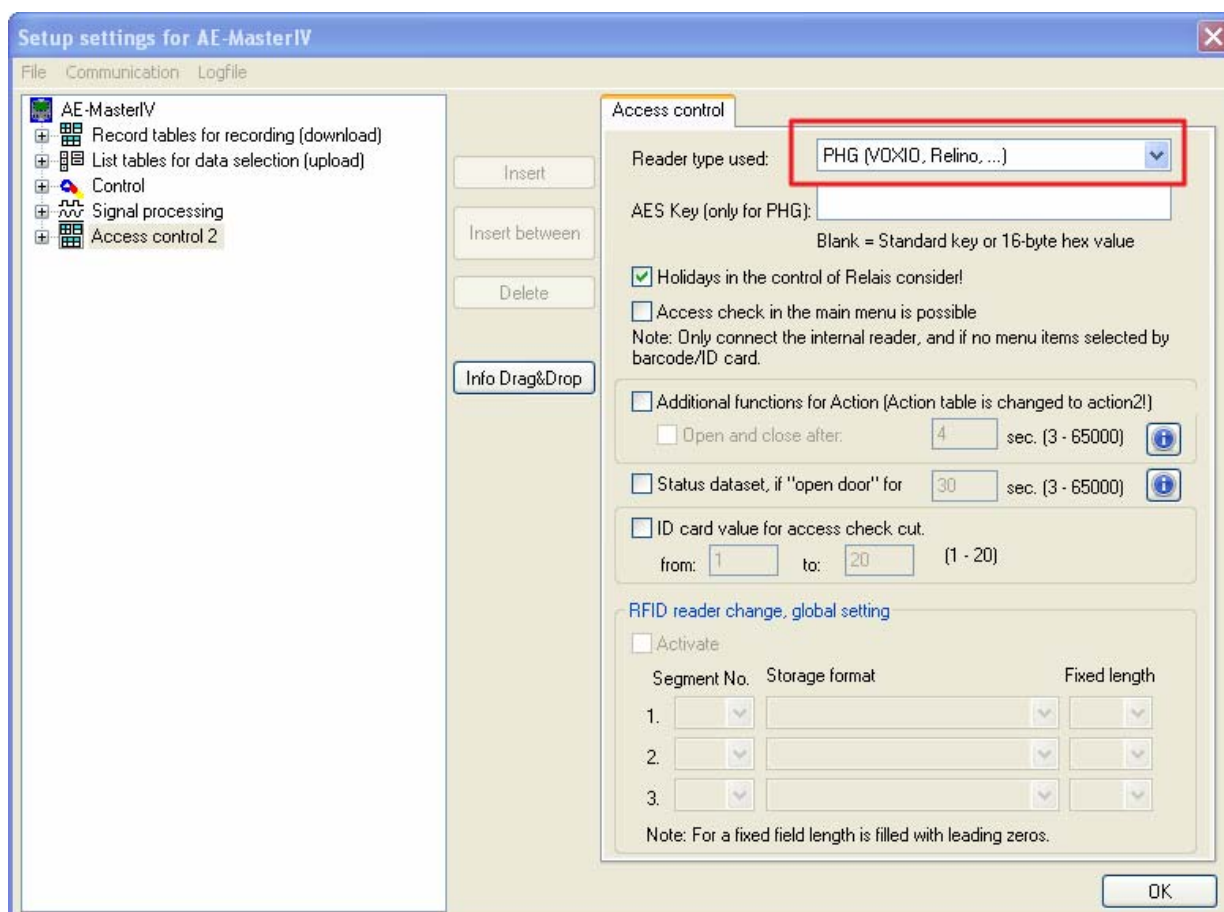 Setup settings for AE-MasterIV
File Communication Logfile
AE-MasterIV
Record tables for recording (download)
List tables for data selection (upload)
Control
Signal processing
Access control 2
Insert
Insert between
Delete
Info Drag&Drop
Access control
Reader type used: PHG (VOXIO, Relino, ...)
AES Key (only for PHG):
Blank = Standard key or 16-byte hex value
Holidays in the control of Relais consider!
Access check in the main menu is possible
Note: Only connect the internal reader, and if no menu items selected by
barcode/ID card.
Additional functions for Action (Action table is changed to action2!)
Open and close after: 4 sec. (3 - 65000)
Status dataset, if "open door" for 30 sec. (3 - 65000)
ID card value for access check cut.
from: 1 to: 20 (1 - 20)
RFID reader change, global setting
Activate
Segment No. Storage format Fixed length
1.
2.
3.
Note: For a fixed field length is filled with leading zeros.
OK